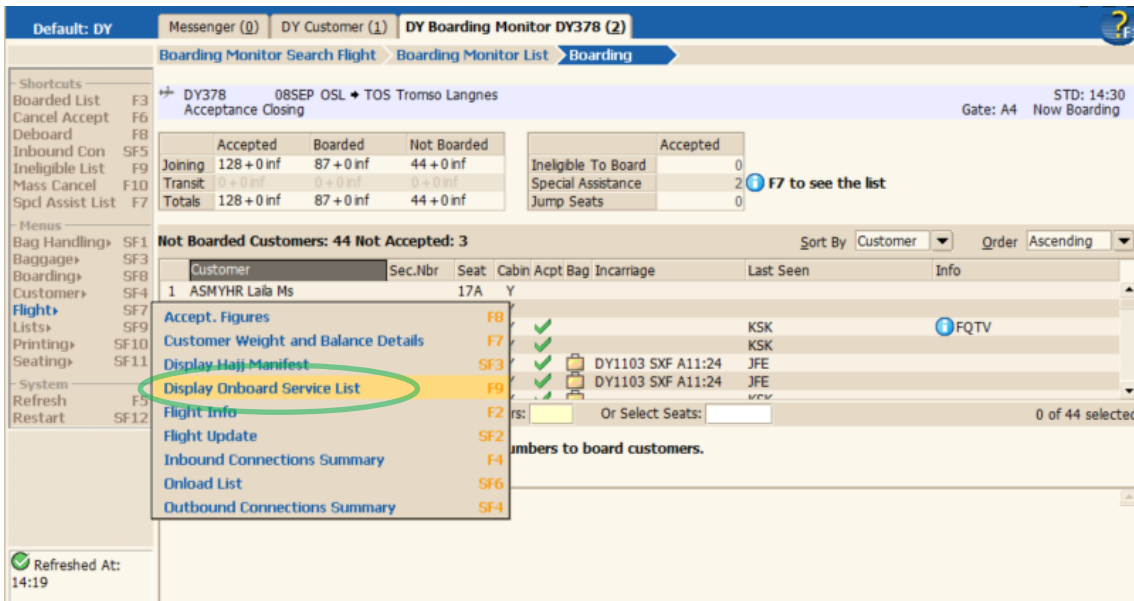 Default: DY
Messenger (0) DY Customer (1) DY Boarding Monitor DY378 (2)
Boarding Monitor Search Flight Boarding Monitor List Boarding
Shortcuts
Boarded List F3
Cancel Accept F6
Deboard F8
Inbound Con SF5
Ineligible List F9
Mass Cancel F10
Spcl Assist List F7
Menus
Bag Handling SF1
Baggage SF3
Boarding SF8
Customer SF4
Flight SF7
Lists SF9
Printing SF10
Seating SF11
System
Refresh F5
Restart SF12
Refreshed At:
14:19
DY378 08SEP OSL → TOS Tromso Langnes STD: 14:30
Acceptance Closing Gate: A4 Now Boarding
Accepted Boarded Not Boarded
Joining 128 + 0 inf 87 + 0 inf 44 + 0 inf
Transit 0 + 0 inf 0 + 0 inf 0 + 0 inf
Totals 128 + 0 inf 87 + 0 inf 44 + 0 inf
Accepted
Ineligible To Board 0
Special Assistance 2 F7 to see the list
Jump Seats 0
Not Boarded Customers: 44 Not Accepted: 3 Sort By Customer Order Ascending
Customer Sec.Nbr Seat Cabin Acpt Bag Incarriage Last Seen Info
1 ASMYHR Laila Ms 17A Y
KSK FQTV
KSK
DY1103 SXF A11:24 JFE
DY1103 SXF A11:24 JFE
KSK
Accept. Figures F8
Customer Weight and Balance Details F7
Display Hajj Manifest SF3
Display Onboard Service List F9
Flight Info F2
Flight Update SF2
Inbound Connections Summary F4
Onload List SF6
Outbound Connections Summary SF4
rs: Or Select Seats: 0 of 44 selected
umbers to board customers.